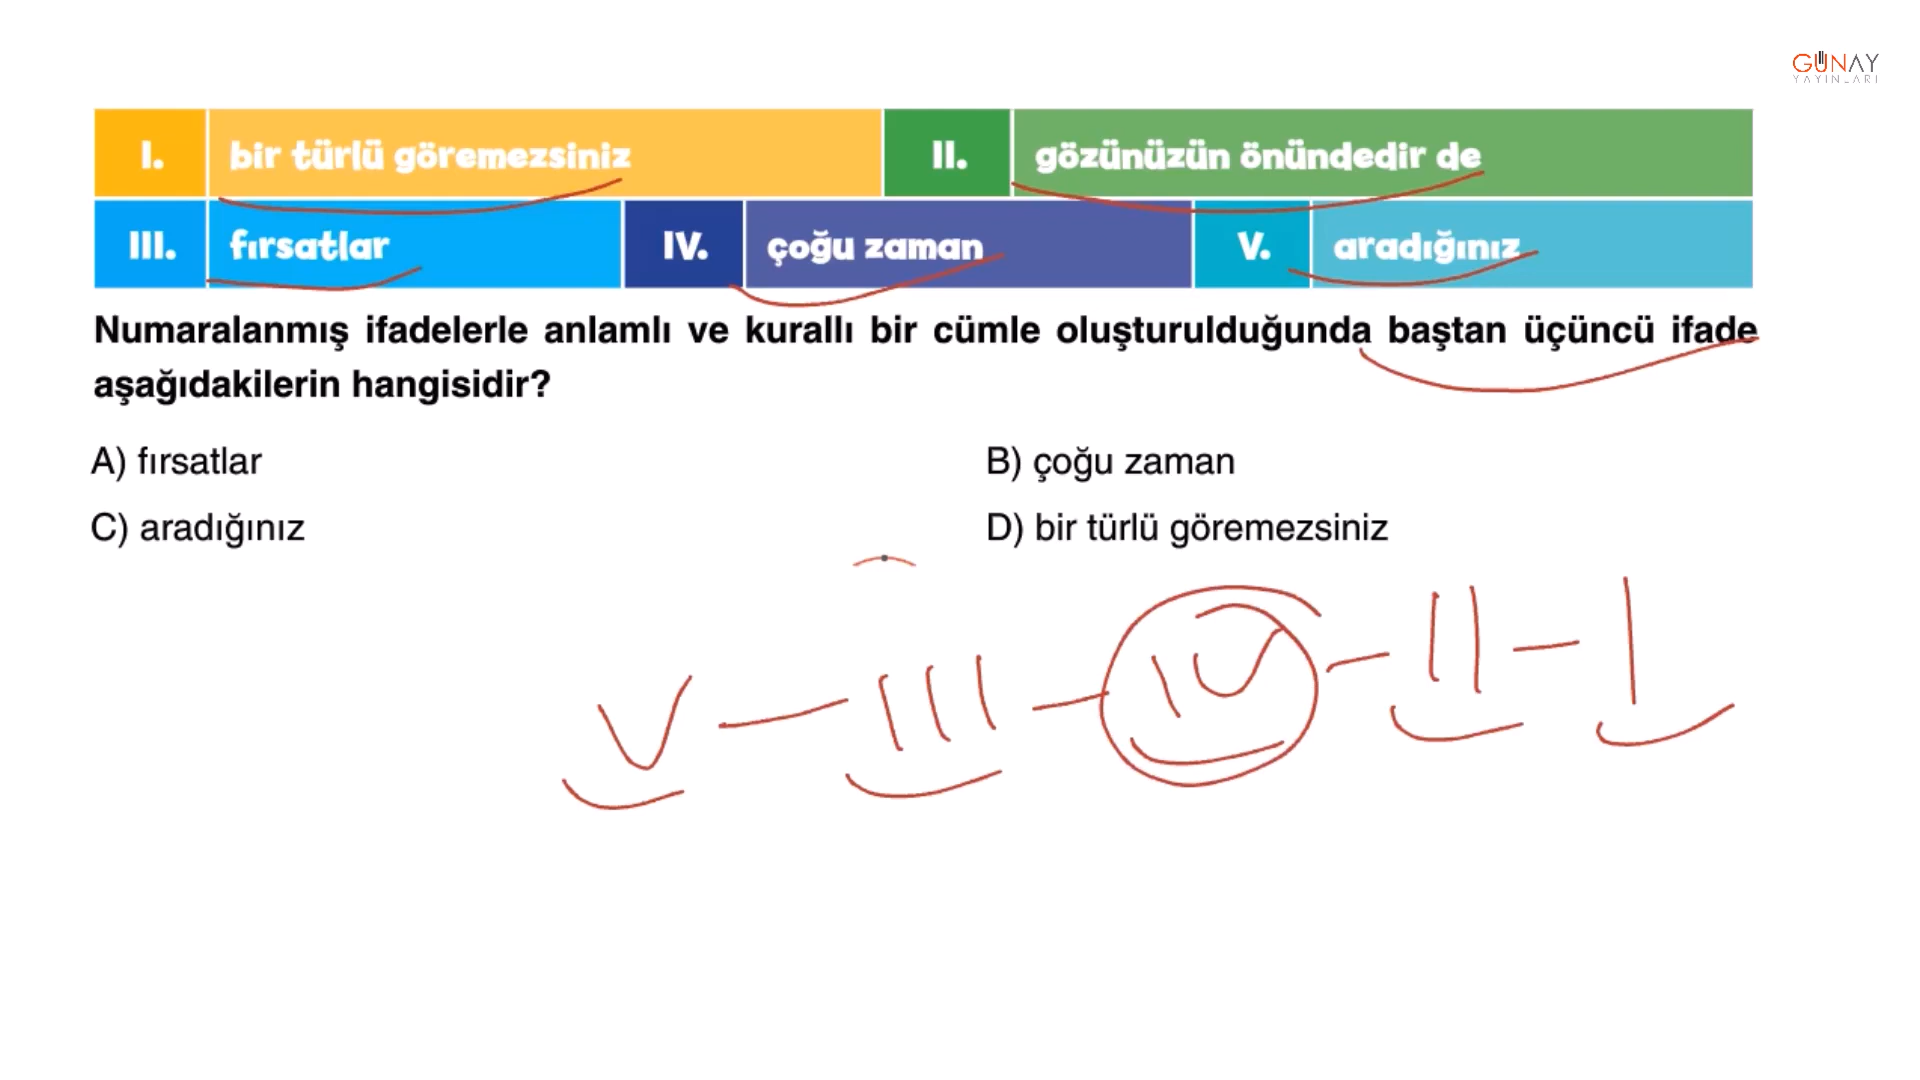 GÜNAY
YAYINLARI
I. bir türlü göremezsiniz II. gözünüzün önündedir de
III. fırsatlar IV. çoğu zaman V. aradığınız
Numaralanmış ifadelerle anlamlı ve kurallı bir cümle oluşturulduğunda baştan üçüncü ifade
aşağıdakilerin hangisidir?
A) fırsatlar B) çoğu zaman
C) aradığınız D) bir türlü göremezsiniz
V - III - IV - II - I